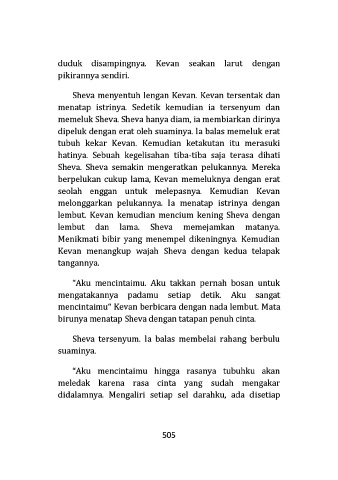 duduk disampingnya. Kevan seakan larut dengan
pikirannya sendiri.
Sheva menyentuh lengan Kevan. Kevan tersentak dan
menatap istrinya. Sedetik kemudian ia tersenyum dan
memeluk Sheva. Sheva hanya diam, ia membiarkan dirinya
dipeluk dengan erat oleh suaminya. Ia balas memeluk erat
tubuh kekar Kevan. Kemudian ketakutan itu merasuki
hatinya. Sebuah kegelisahan tiba-tiba saja terasa dihati
Sheva. Sheva semakin mengeratkan pelukannya. Mereka
berpelukan cukup lama, Kevan memeluknya dengan erat
seolah enggan untuk melepasnya. Kemudian Kevan
melonggarkan pelukannya. Ia menatap istrinya dengan
lembut. Kevan kemudian mencium kening Sheva dengan
lembut dan lama. Sheva memejamkan matanya.
Menikmati bibir yang menempel dikeningnya. Kemudian
Kevan menangkup wajah Sheva dengan kedua telapak
tangannya.
"Aku mencintaimu. Aku takkan pernah bosan untuk
mengatakannya padamu setiap detik. Aku sangat
mencintaimu" Kevan berbicara dengan nada lembut. Mata
birunya menatap Sheva dengan tatapan penuh cinta.
Sheva tersenyum. Ia balas membelai rahang berbulu
suaminya.
"Aku mencintaimu hingga rasanya tubuhku akan
meledak karena rasa cinta yang sudah mengakar
didalamnya. Mengaliri setiap sel darahku, ada disetiap
505